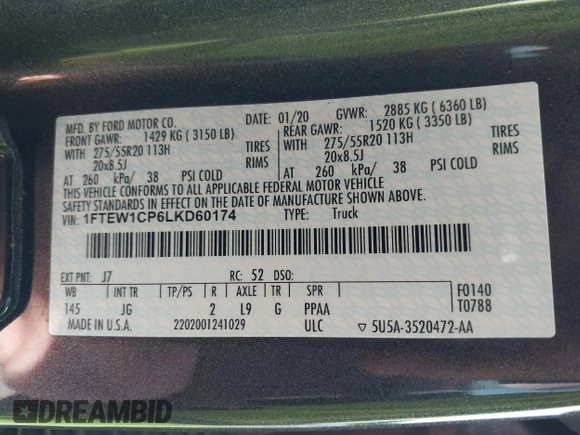 MFD. BY FORD MOTOR CO. DATE: 01/20 GVWR: 2885 KG ( 6360 LB)
FRONT GAWR: 1429 KG ( 3150 LB) REAR GAWR: 1520 KG ( 3350 LB)
WITH 275/55R20 113H TIRES WITH 275/55R20 113H TIRES
20x8.5J RIMS 20x8.5J RIMS
AT 260 kPa/ 38 PSI COLD AT 260 kPa/ 38 PSI COLD
THIS VEHICLE CONFORMS TO ALL APPLICABLE FEDERAL MOTOR VEHICLE
SAFETY STANDARDS IN EFFECT ON THE DATE OF MANUFACTURE SHOWN ABOVE.
VIN: 1FTEW1CP6LKD60174 TYPE: Truck
EXT PNT: J7 RC: 52 DSO:
WB INT TR TP/PS R AXLE TR SPR F0140
145 JG 2 L9 G PPAA T0788
MADE IN U.S.A. 2202001241029 ULC ▽ 5U5A-3520472-AA
DREAMBID